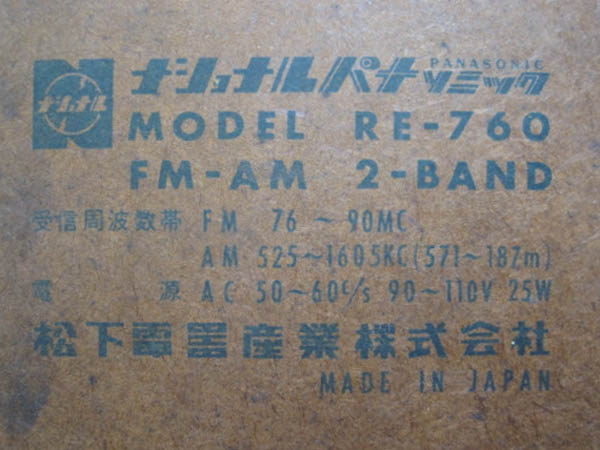 ナショナル
ナショナル パナソニック
PANASONIC
MODEL RE-760
FM-AM 2-BAND
受信周波数帯 FM 76~90MC
AM 525~1605KC(571~187m)
電源 AC 50~60c/s 90~110V 25W
松下電器産業株式会社
MADE IN JAPAN